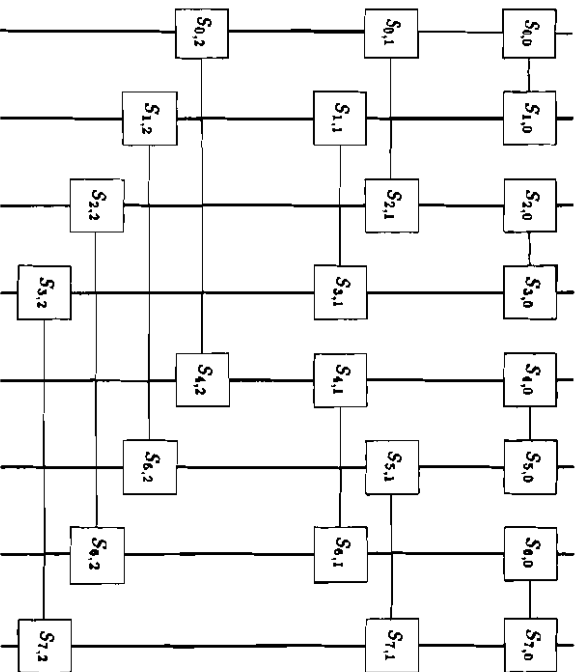 S0,0 S1,0 S2,0 S3,0 S4,0 S5,0 S6,0 S7,0
S0,1 S2,1 S5,1 S7,1
S1,1 S3,1 S4,1 S6,1
S0,2 S4,2
S1,2 S5,2
S2,2 S6,2
S3,2 S7,2